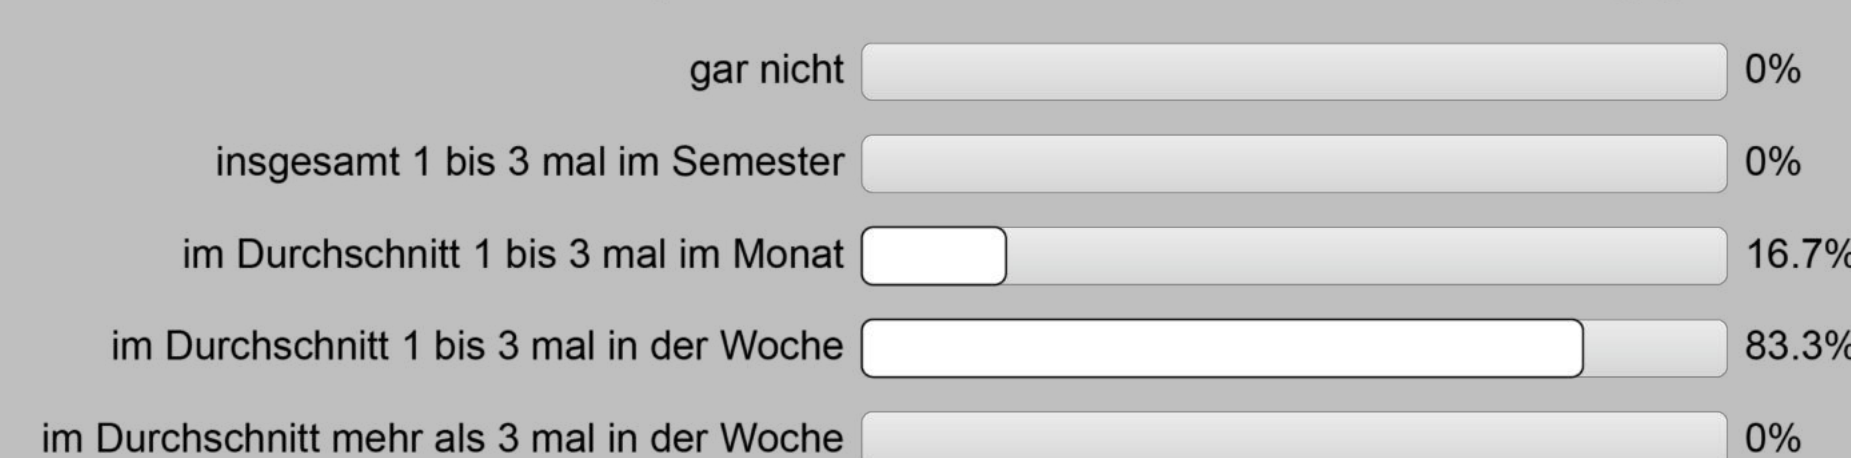 gar nicht 0%
insgesamt 1 bis 3 mal im Semester 0%
im Durchschnitt 1 bis 3 mal im Monat 16.7%
im Durchschnitt 1 bis 3 mal in der Woche 83.3%
im Durchschnitt mehr als 3 mal in der Woche 0%